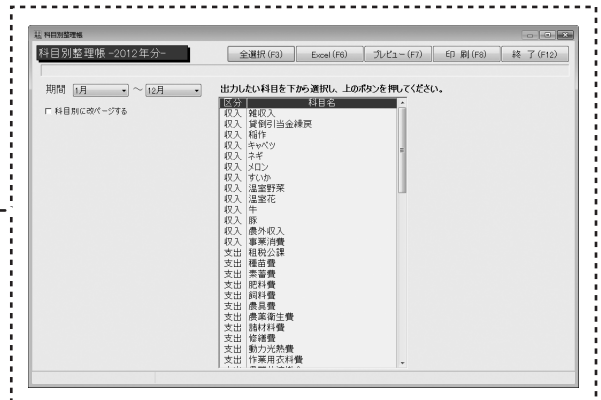 科目別整理帳
科目別整理帳-2012年分-
全選択(F3) Excel(F6) プレビュー(F7) 印 刷(F8) 終 了(F12)
期間 1月 ～ 12月
出力したい科目を下から選択し、上のボタンを押してください。
科目別に改ページする
区分 科目名
収入 雑収入
収入 貸倒引当金繰戻
収入 稲作
収入 キャベツ
収入 ネギ
収入 メロン
収入 すいか
収入 温室野菜
収入 温室花
収入 牛
収入 豚
収入 農外収入
収入 事業消費
支出 租税公課
支出 種苗費
支出 素畜費
支出 肥料費
支出 飼料費
支出 農具費
支出 農薬衛生費
支出 諸材料費
支出 修繕費
支出 動力光熱費
支出 作業用衣料費